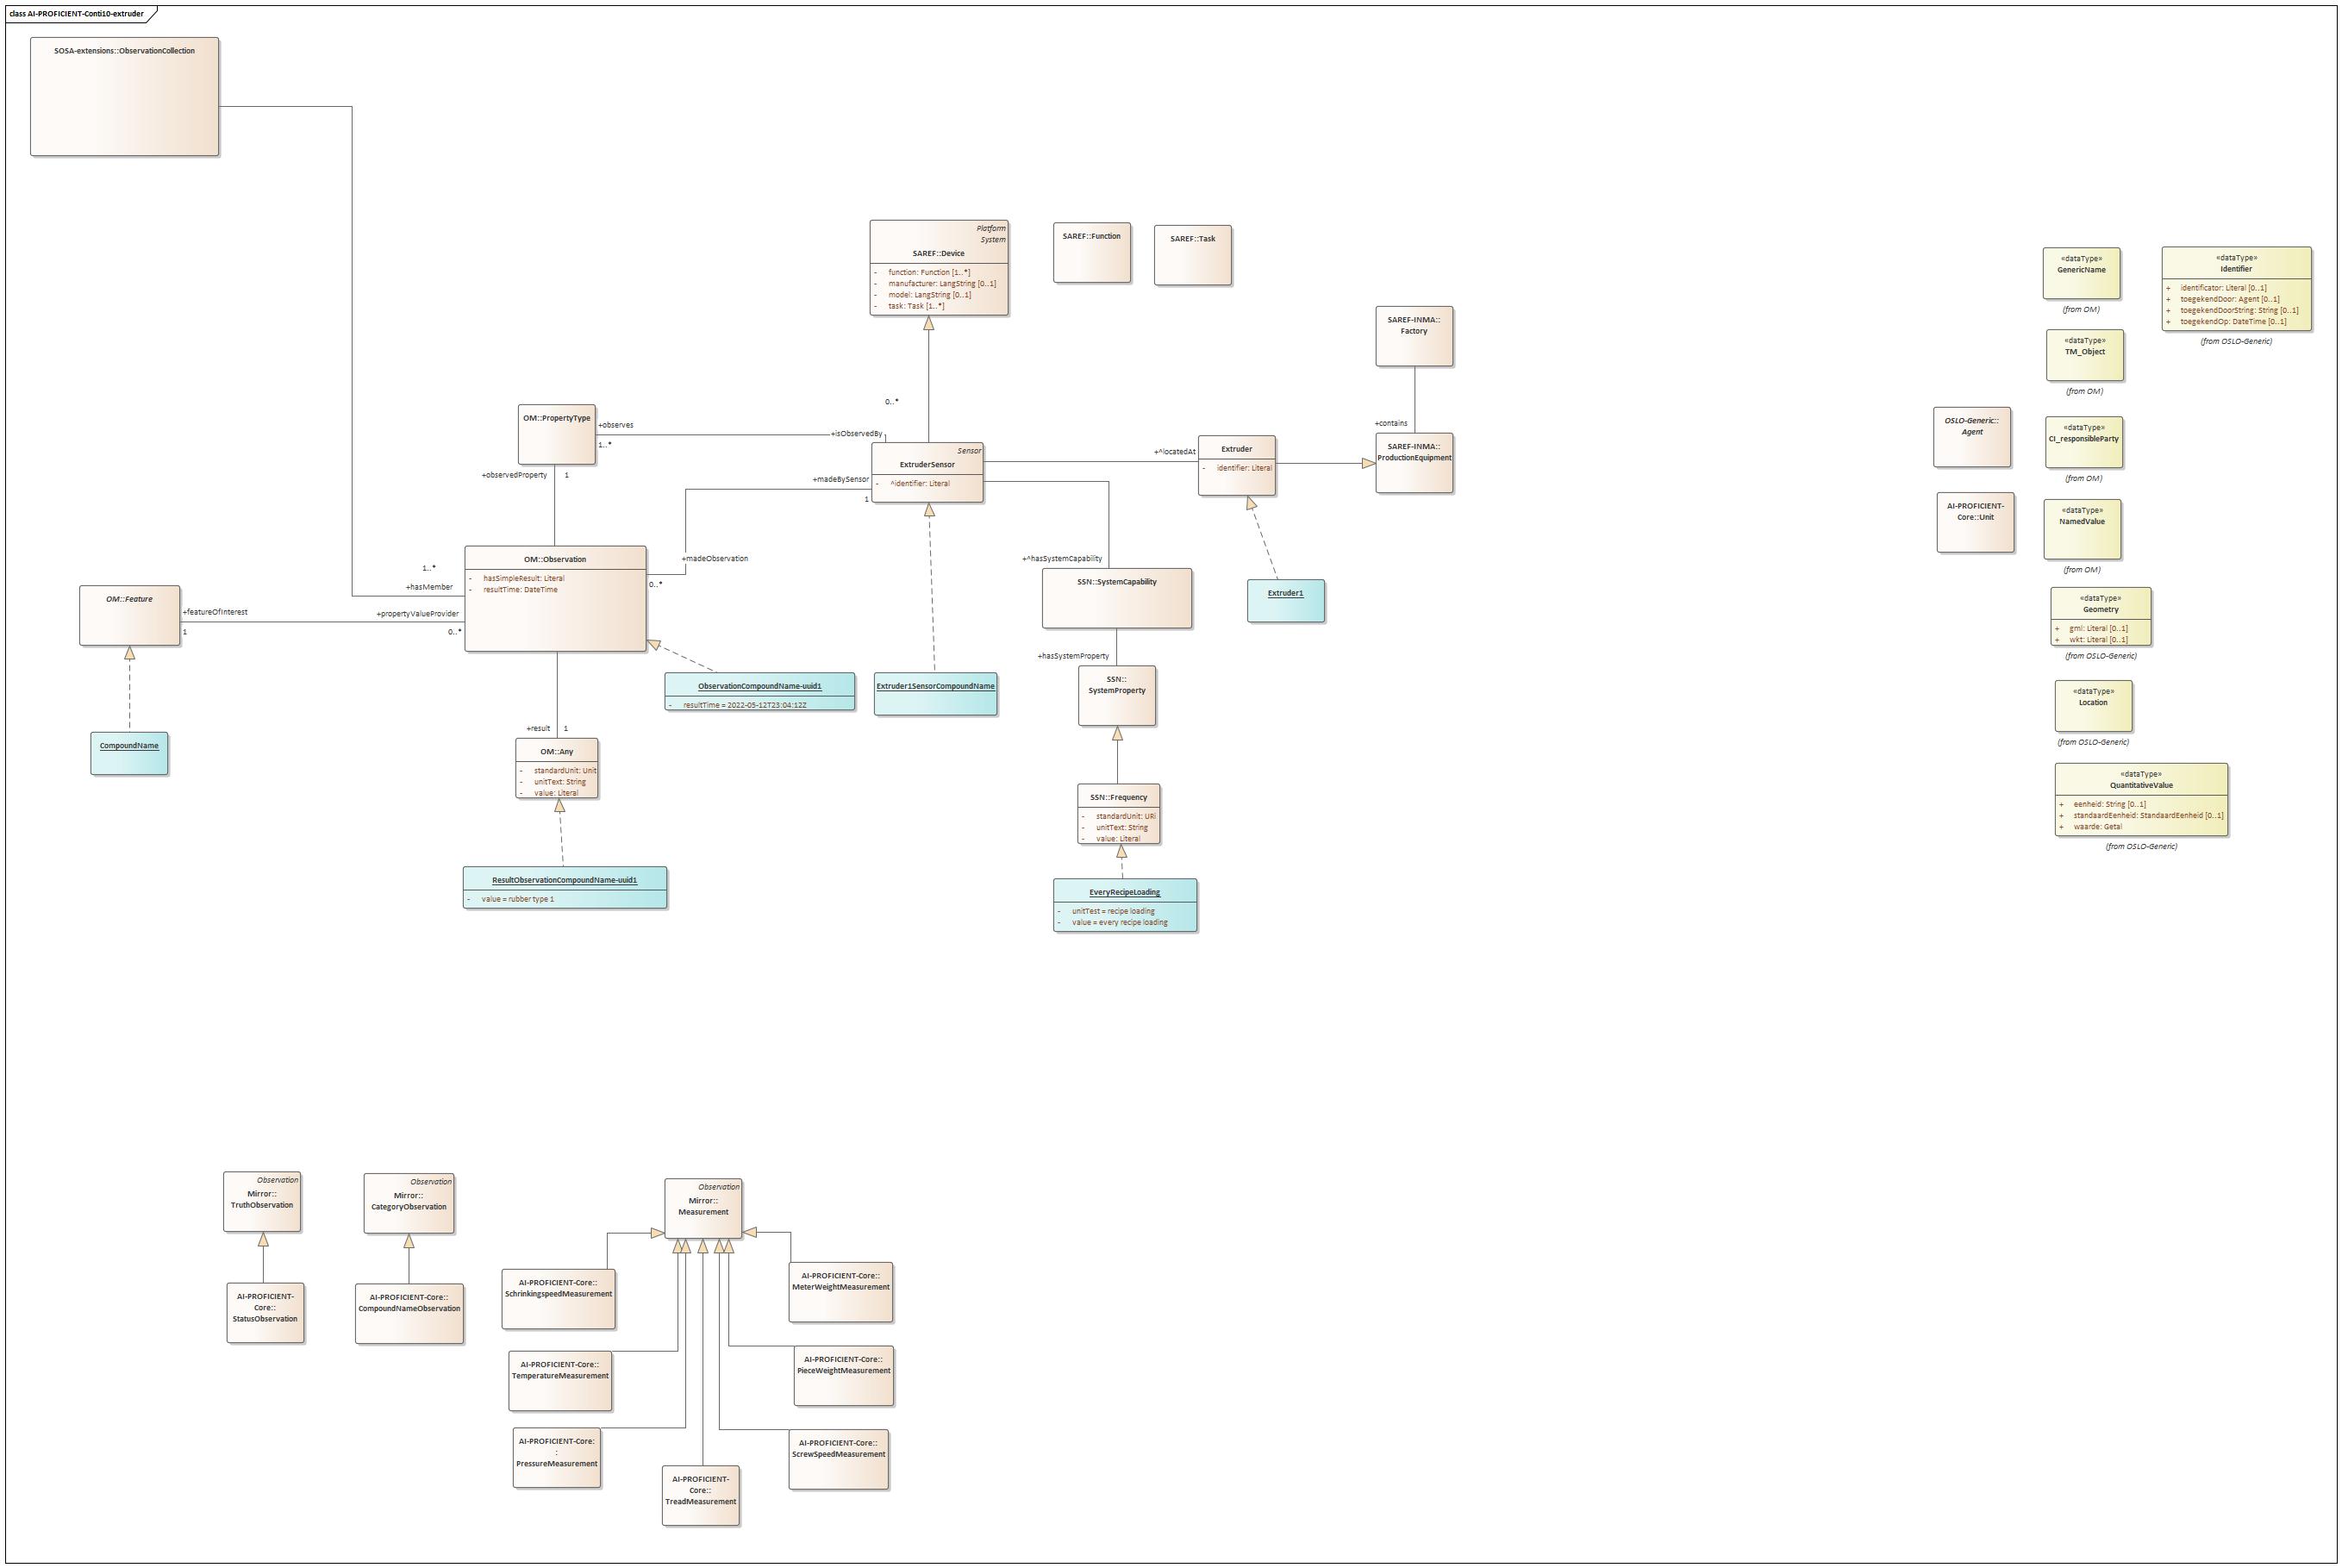 class AI-PROFICIENT-Conti10-extruder
SOSA-extensions::ObservationCollection
Platform
System
SAREF::Device
- function: Function [1..*]
- manufacturer: LangString [0..1]
- model: LangString [0..1]
- task: Task [1..*]
SAREF::Function
SAREF::Task
SAREF-INMA::
Factory
+contains
SAREF-INMA::
ProductionEquipment
OM::PropertyType
+observes
1..*
0..*
+isObservedBy
+observedProperty
1
Sensor
ExtruderSensor
- ^identifier: Literal
+madeBySensor
1
+^locatedAt
Extruder
- identifier: Literal
+madeObservation
0..*
+^hasSystemCapability
SSN::SystemCapability
Extruder1
OM::Observation
- hasSimpleResult: Literal
- resultTime: DateTime
1..*
+hasMember
OM::Feature
+featureOfInterest
1
+propertyValueProvider
0..*
+hasSystemProperty
SSN::
SystemProperty
ObservationCompoundName-uuid1
- resultTime = 2022-05-12T23:04:12Z
Extruder1SensorCompoundName
CompoundName
+result
1
OM::Any
- standardUnit: Unit
- unitText: String
- value: Literal
SSN::Frequency
- standardUnit: URI
- unitText: String
- value: Literal
ResultObservationCompoundName-uuid1
- value = rubber type 1
EveryRecipeLoading
- unitTest = recipe loading
- value = every recipe loading
«dataType»
GenericName
(from OM)
«dataType»
Identifier
+ identificator: Literal [0..1]
+ toegekendDoor: Agent [0..1]
+ toegekendDoorString: String [0..1]
+ toegekendOp: DateTime [0..1]
(from OSLO-Generic)
«dataType»
TM_Object
(from OM)
OSLO-Generic::
Agent
«dataType»
CI_responsibleParty
(from OM)
AI-PROFICIENT-
Core::Unit
«dataType»
NamedValue
(from OM)
«dataType»
Geometry
+ gml: Literal [0..1]
+ wkt: Literal [0..1]
(from OSLO-Generic)
«dataType»
Location
(from OSLO-Generic)
«dataType»
QuantitativeValue
+ eenheid: String [0..1]
+ standaardEenheid: StandaardEenheid [0..1]
+ waarde: Getal
(from OSLO-Generic)
Observation
Mirror::
TruthObservation
Observation
Mirror::
CategoryObservation
Observation
Mirror::
Measurement
AI-PROFICIENT-
Core::
StatusObservation
AI-PROFICIENT-Core::
CompoundNameObservation
AI-PROFICIENT-Core::
SchrinkingspeedMeasurement
AI-PROFICIENT-Core::
MeterWeightMeasurement
AI-PROFICIENT-Core::
TemperatureMeasurement
AI-PROFICIENT-Core::
PieceWeightMeasurement
AI-PROFICIENT-Core:
:
PressureMeasurement
AI-PROFICIENT-Core::
ScrewSpeedMeasurement
AI-PROFICIENT-
Core::
TreadMeasurement